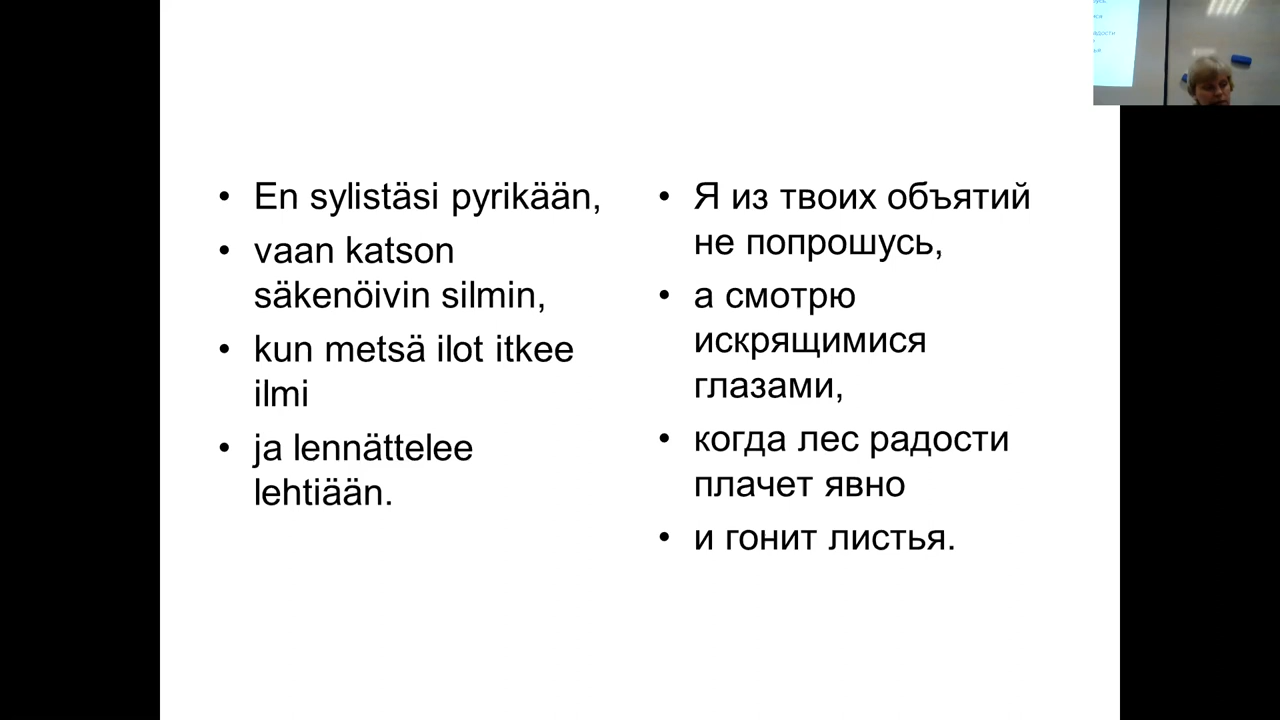 • En sylistäsi pyrikään,
• vaan katson
säkenöivin silmin,
• kun metsä ilot itkee
ilmi
• ja lennättelee
lehtiään.
• Я из твоих объятий
не попрошусь,
• а смотрю
искрящимися
глазами,
• когда лес радости
плачет явно
• и гонит листья.